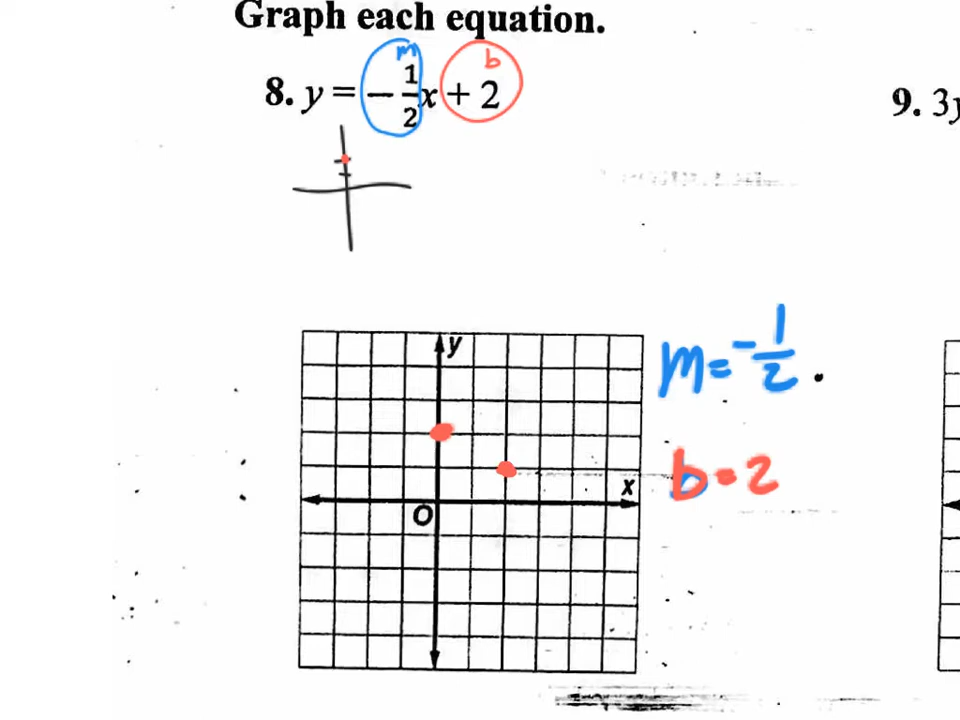 Graph each equation.
m b
8. y = -1/2x + 2
9. 3y
y
m = -1/2.
x
b = 2
O